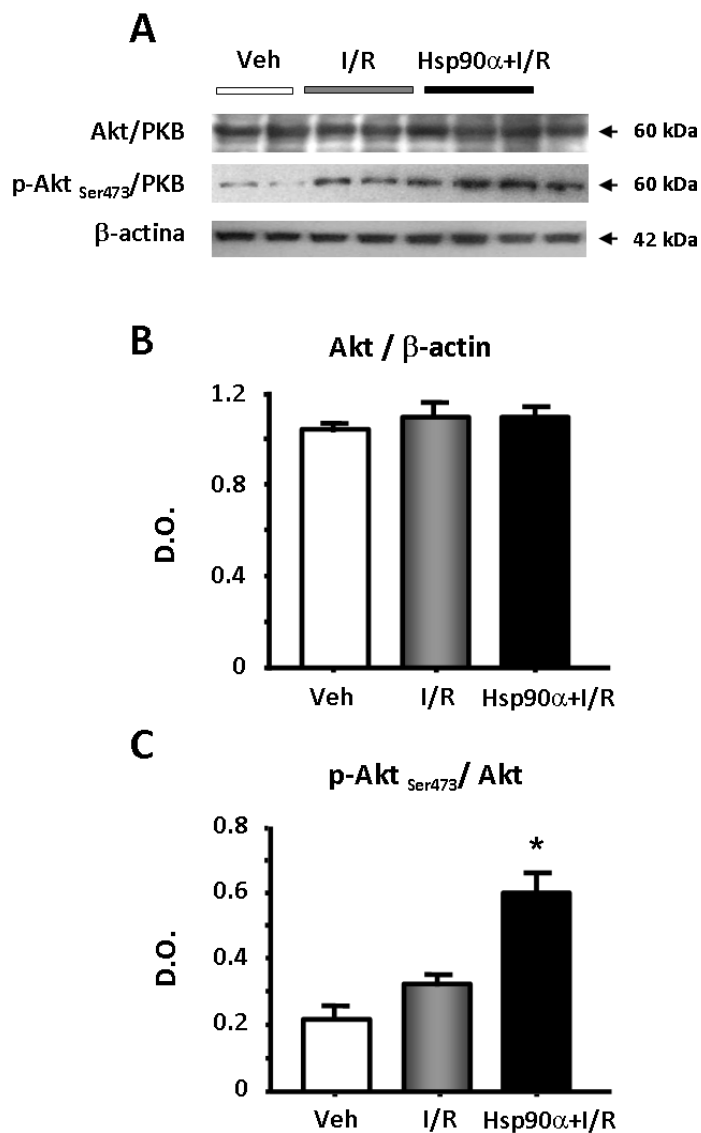 A
Veh I/R Hsp90α+I/R
Akt/PKB 60 kDa
p-Akt Ser473/PKB 60 kDa
β-actina 42 kDa
B
Akt / β-actin
1.2
0.8
0.4
0
D.O.
Veh I/R Hsp90α+I/R
C
p-Akt Ser473/ Akt
0.8
0.6
0.4
0.2
0
D.O.
*
Veh I/R Hsp90α+I/R